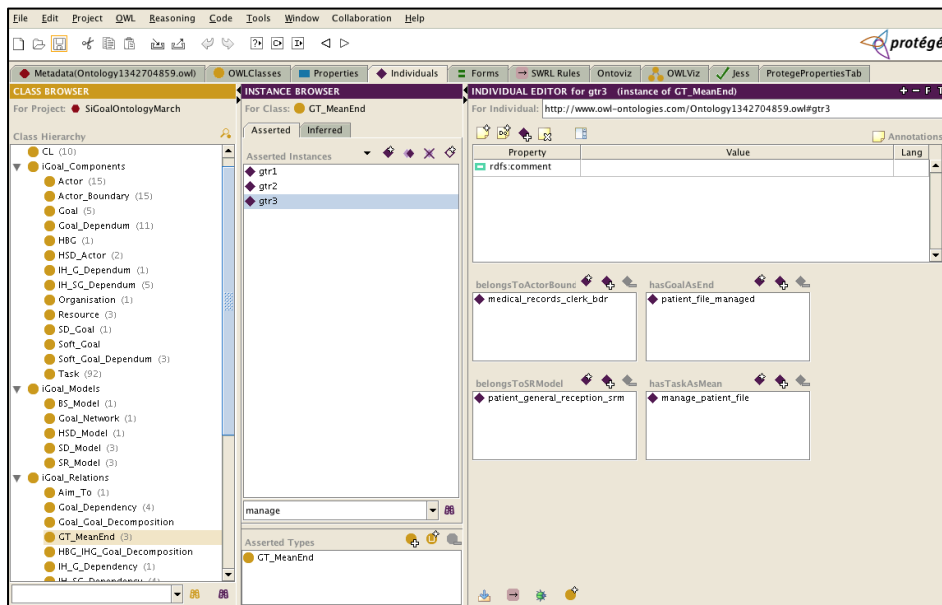 File Edit Project OWL Reasoning Code Tools Window Collaboration Help
protégé
Metadata(Ontology1342704859.owl) OWLClasses Properties Individuals Forms SWRL Rules Ontoviz OWLViz Jess ProtegePropertiesTab
CLASS BROWSER
For Project: SiGoalOntologyMarch
Class Hierarchy
CL (10)
iGoal_Components
Actor (15)
Actor_Boundary (15)
Goal (5)
Goal_Dependum (11)
HBG (1)
HSD_Actor (2)
IH_G_Dependum (1)
IH_SG_Dependum (5)
Organisation (1)
Resource (3)
SD_Goal (1)
Soft_Goal
Soft_Goal_Dependum (3)
Task (92)
iGoal_Models
BS_Model (1)
Goal_Network (1)
HSD_Model (1)
SD_Model (3)
SR_Model (3)
iGoal_Relations
Aim_To (1)
Goal_Dependency (4)
Goal_Goal_Decomposition
GT_MeanEnd (3)
HBG_IHG_Goal_Decomposition
IH_G_Dependency (1)
IH_SG_Dependency (4)
INSTANCE BROWSER
For Class: GT_MeanEnd
Asserted Inferred
Asserted Instances
gtr1
gtr2
gtr3
manage
Asserted Types
GT_MeanEnd
INDIVIDUAL EDITOR for gtr3 (instance of GT_MeanEnd) + − F T
For Individual: http://www.owl-ontologies.com/Ontology1342704859.owl#gtr3
Annotations
Property Value Lang
rdfs:comment
belongsToActorBound hasGoalAsEnd
medical_records_clerk_bdr patient_file_managed
belongsToSRModel hasTaskAsMean
patient_general_reception_srm manage_patient_file